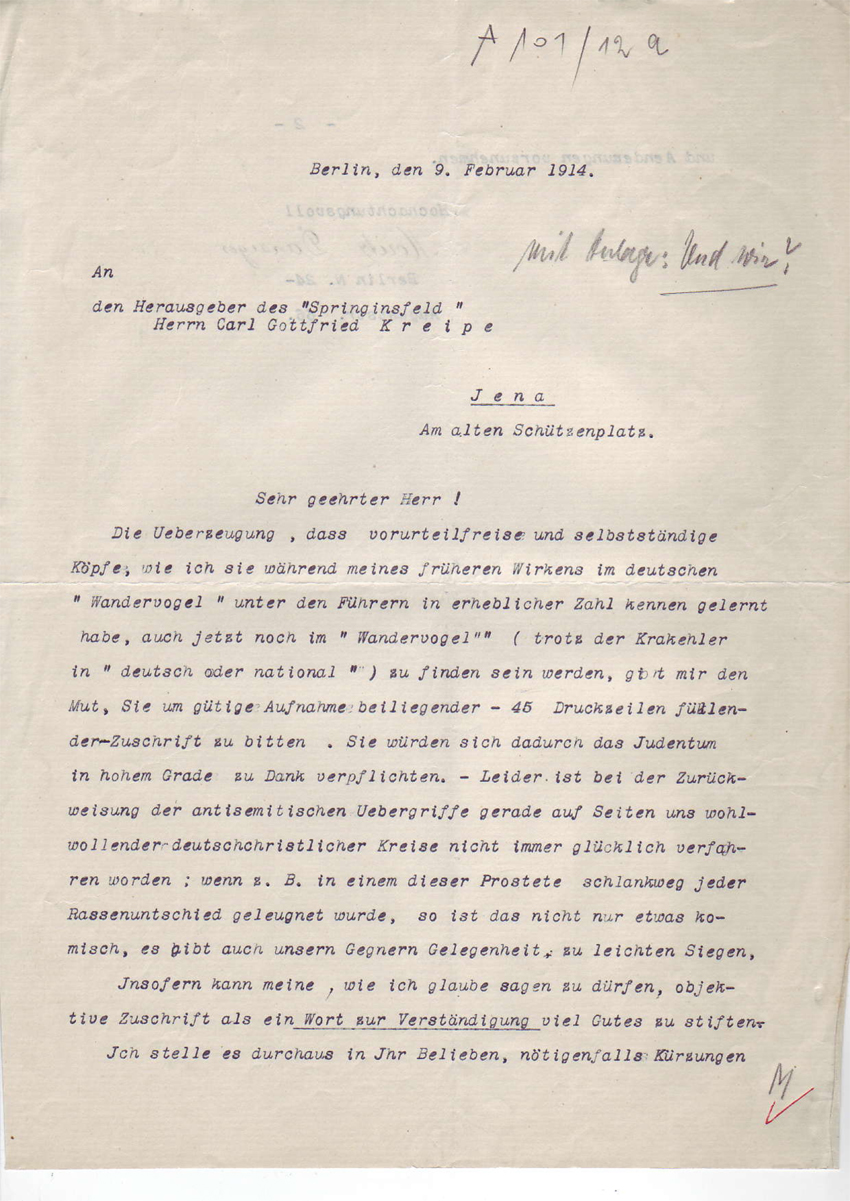 A 101/12 a
Berlin, den 9. Februar 1914.
mit Anlage: Und wir?
An
den Herausgeber des "Springinsfeld "
Herrn Carl Gottfried K r e i p e
J e n a
Am alten Schützenplatz.
Sehr geehrter Herr !
Die Ueberzeugung , dass vorurteilfreise und selbstständige
Köpfe, wie ich sie während meines früheren Wirkens im deutschen
" Wandervogel " unter den Führern in erheblicher Zahl kennen gelernt
habe, auch jetzt noch im " Wandervogel"" ( trotz der Krakehler
in " deutsch oder national " ) zu finden sein werden, gibt mir den
Mut, Sie um gütige Aufnahme beiliegender - 45 Druckzeilen füllen-
der-Zuschrift zu bitten . Sie würden sich dadurch das Judentum
in hohem Grade zu Dank verpflichten. - Leider ist bei der Zurück-
weisung der antisemitischen Uebergriffe gerade auf Seiten uns wohl-
wollender deutschchristlicher Kreise nicht immer glücklich verfah-
ren worden ; wenn z. B. in einem dieser Prostete schlankweg jeder
Rassenuntschied geleugnet wurde, so ist das nicht nur etwas ko-
misch, es gibt auch unsern Gegnern Gelegenheit, zu leichten Siegen,
Jnsofern kann meine , wie ich glaube sagen zu dürfen, objek-
tive Zuschrift als ein Wort zur Verständigung viel Gutes zu stiften.
Jch stelle es durchaus in Jhr Belieben, nötigenfalls Kürzungen
M